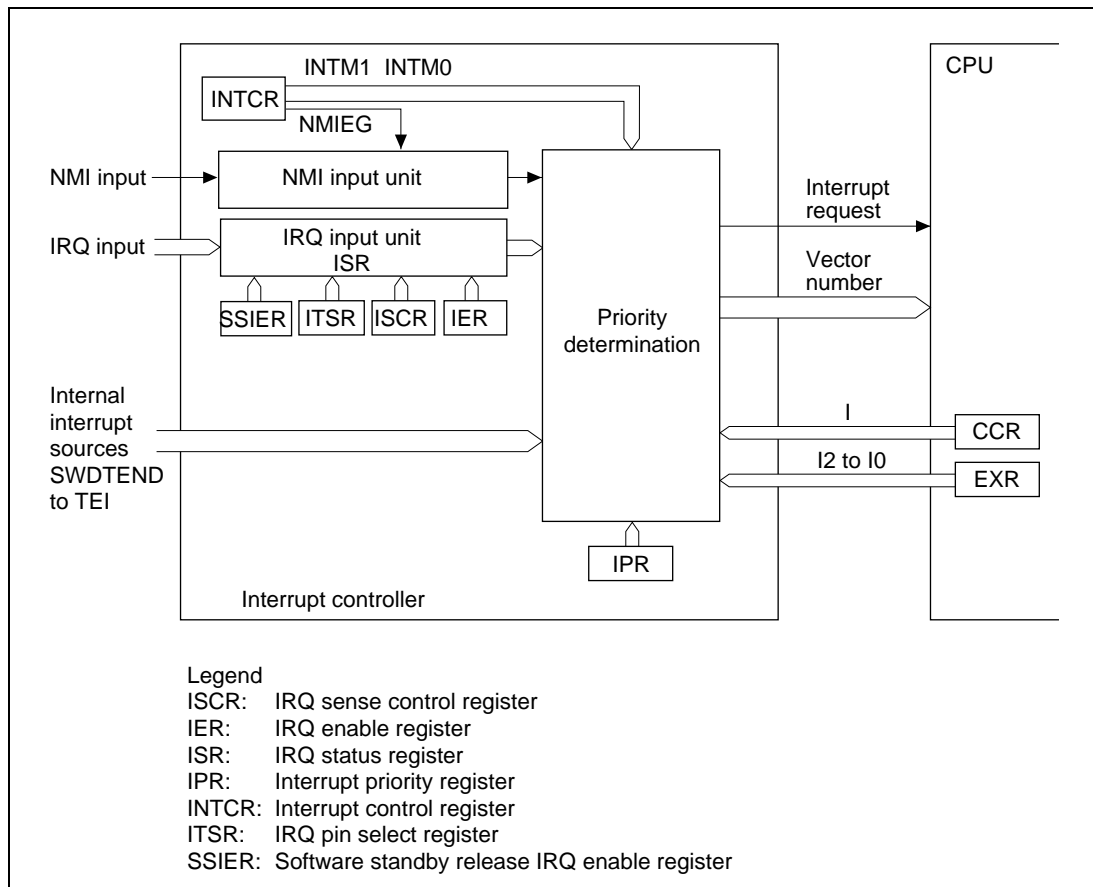 INTM1 INTM0
CPU
INTCR
NMIEG
NMI input
NMI input unit
Interrupt
request
IRQ input
IRQ input unit
ISR
Vector
number
SSIER
ITSR
ISCR
IER
Priority
determination
Internal
interrupt
sources
SWDTEND
to TEI
I
CCR
I2 to I0
EXR
IPR
Interrupt controller
Legend
ISCR: IRQ sense control register
IER: IRQ enable register
ISR: IRQ status register
IPR: Interrupt priority register
INTCR: Interrupt control register
ITSR: IRQ pin select register
SSIER: Software standby release IRQ enable register